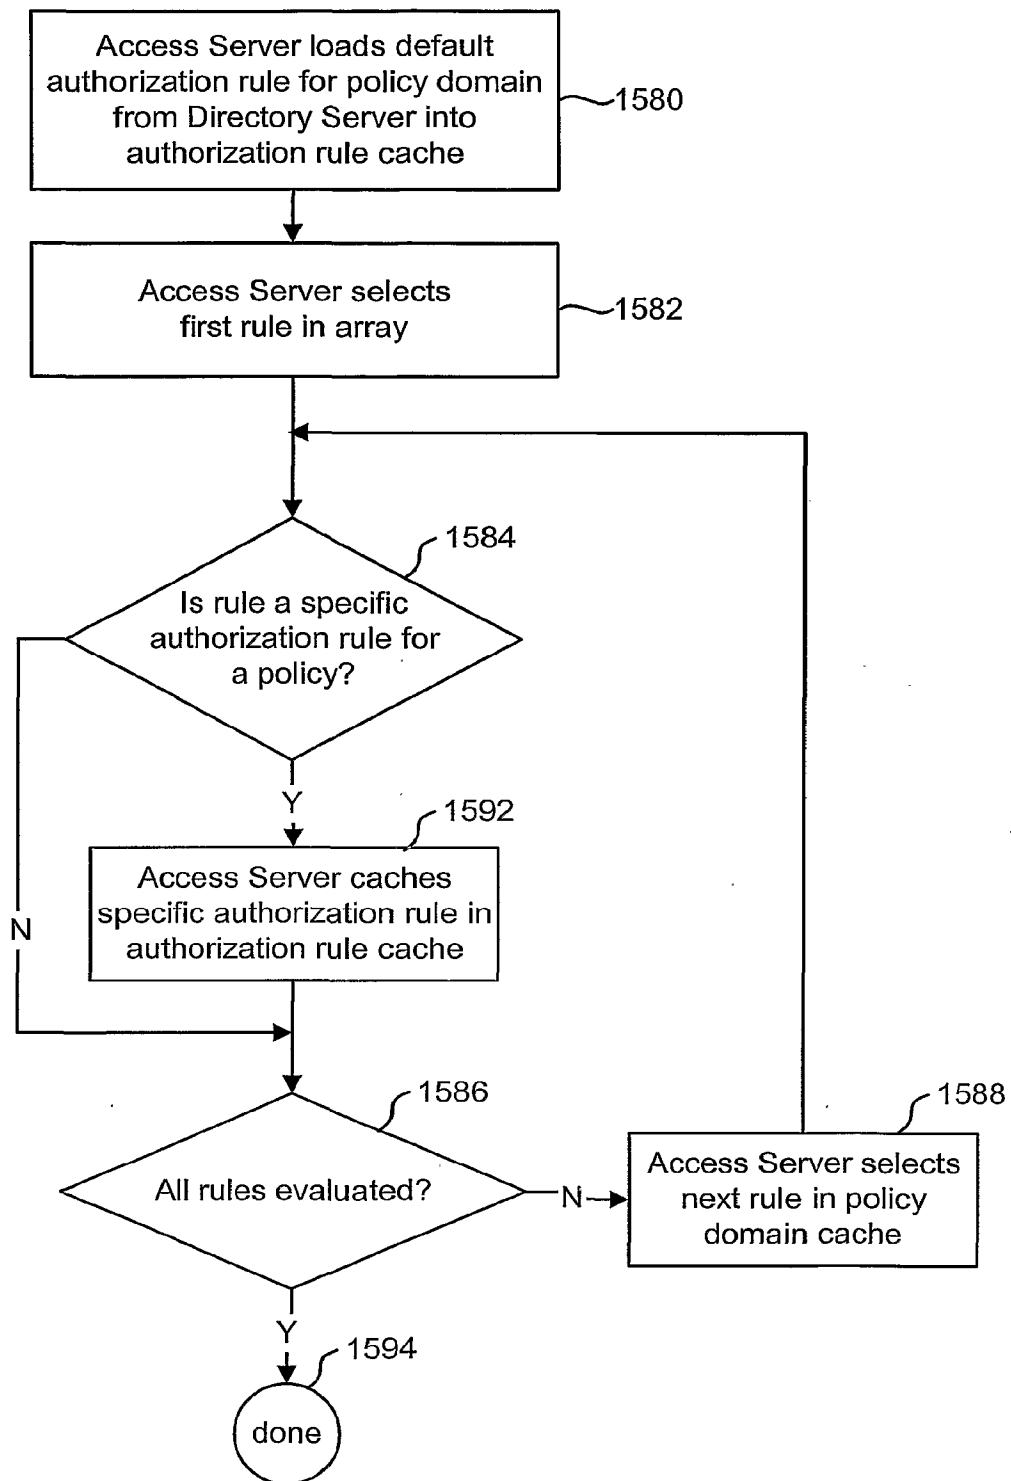 Access Server loads default
authorization rule for policy domain
from Directory Server into
authorization rule cache
1580
Access Server selects
first rule in array
1582
1584
Is rule a specific
authorization rule for
a policy?
Y
1592
Access Server caches
specific authorization rule in
authorization rule cache
N
1586
All rules evaluated?
N
1588
Access Server selects
next rule in policy
domain cache
Y
1594
done